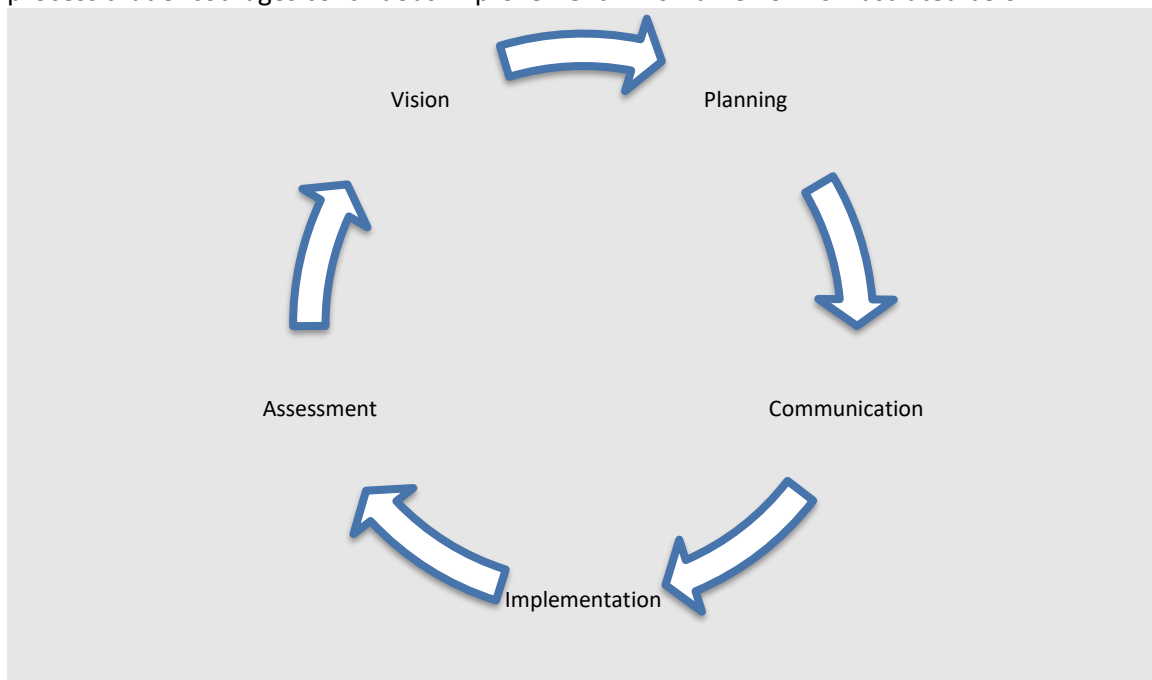 Vision
Planning
Communication
Implementation
Assessment